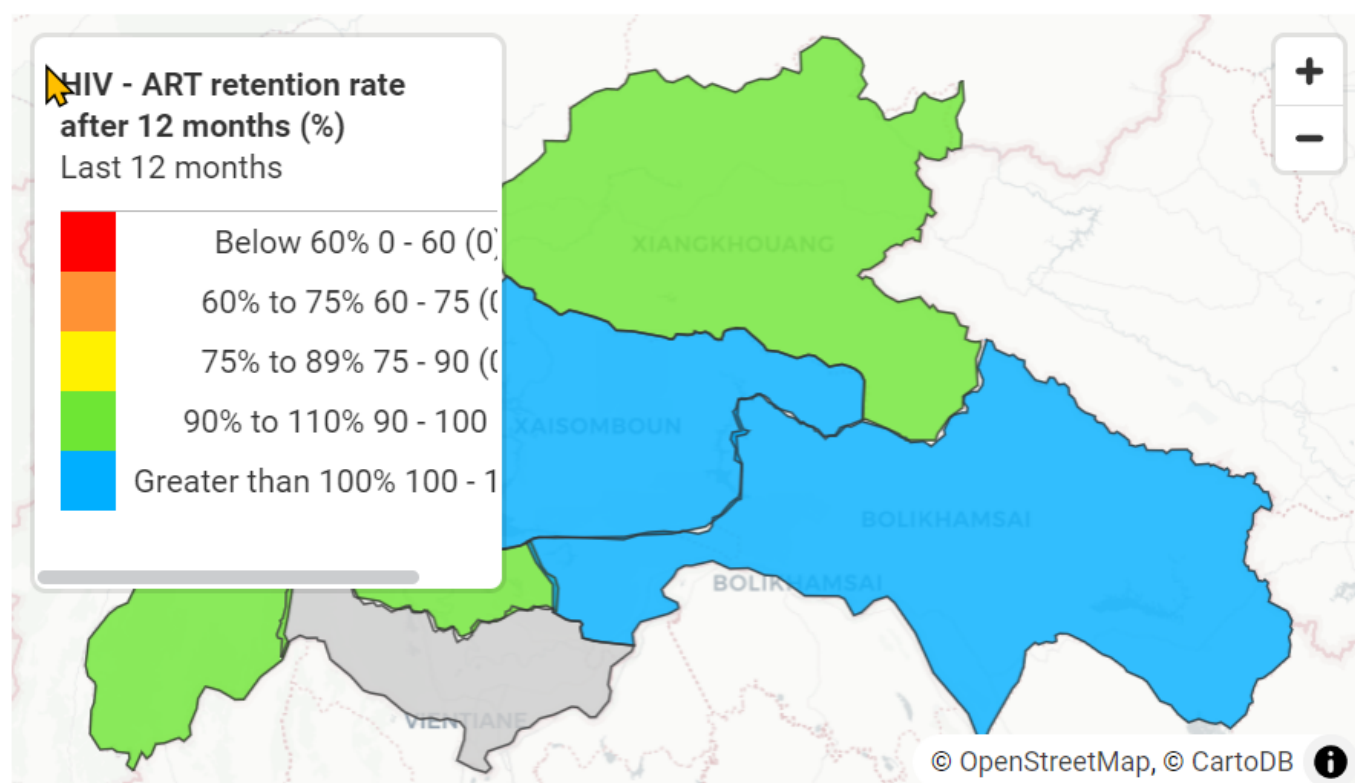 HIV - ART retention rate
after 12 months (%)
Last 12 months
Below 60% 0 - 60 (0)
60% to 75% 60 - 75 (0
75% to 89% 75 - 90 (0
90% to 110% 90 - 100
Greater than 100% 100 - 1
+
−
XIANGKHOUANG
XAISOMBOUN
BOLIKHAMSAI
BOLIKHAMSAI
VIENTIANE
© OpenStreetMap, © CartoDB